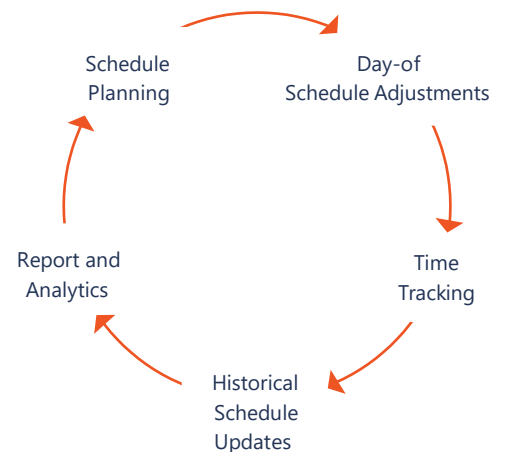 Schedule
Planning
Day-of
Schedule Adjustments
Time
Tracking
Historical
Schedule
Updates
Report and
Analytics